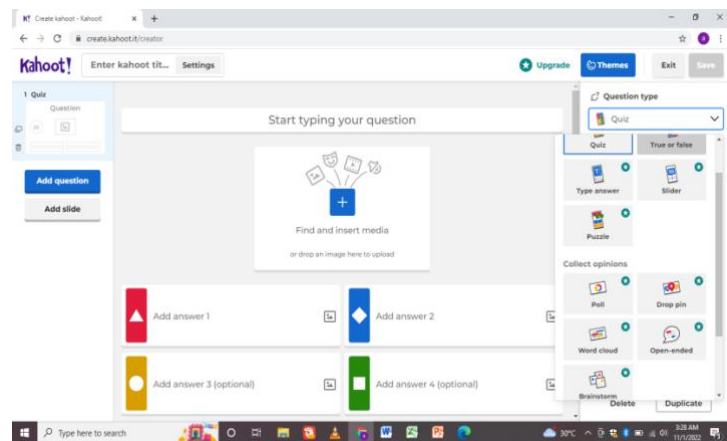 K! Create kahoot - Kahoot!
create.kahoot.it/creator
Kahoot!
Enter kahoot tit...
Settings
Upgrade
Themes
Exit
Save
1 Quiz
Question
Add question
Add slide
Start typing your question
Find and insert media
or drop an image here to upload
Add answer 1
Add answer 2
Add answer 3 (optional)
Add answer 4 (optional)
Question type
Quiz
Quiz
True or false
Type answer
Slider
Puzzle
Collect opinions
Poll
Drop pin
Word cloud
Open-ended
Brainstorm
Delete
Duplicate
Type here to search
30°C
3:28 AM
11/1/2022